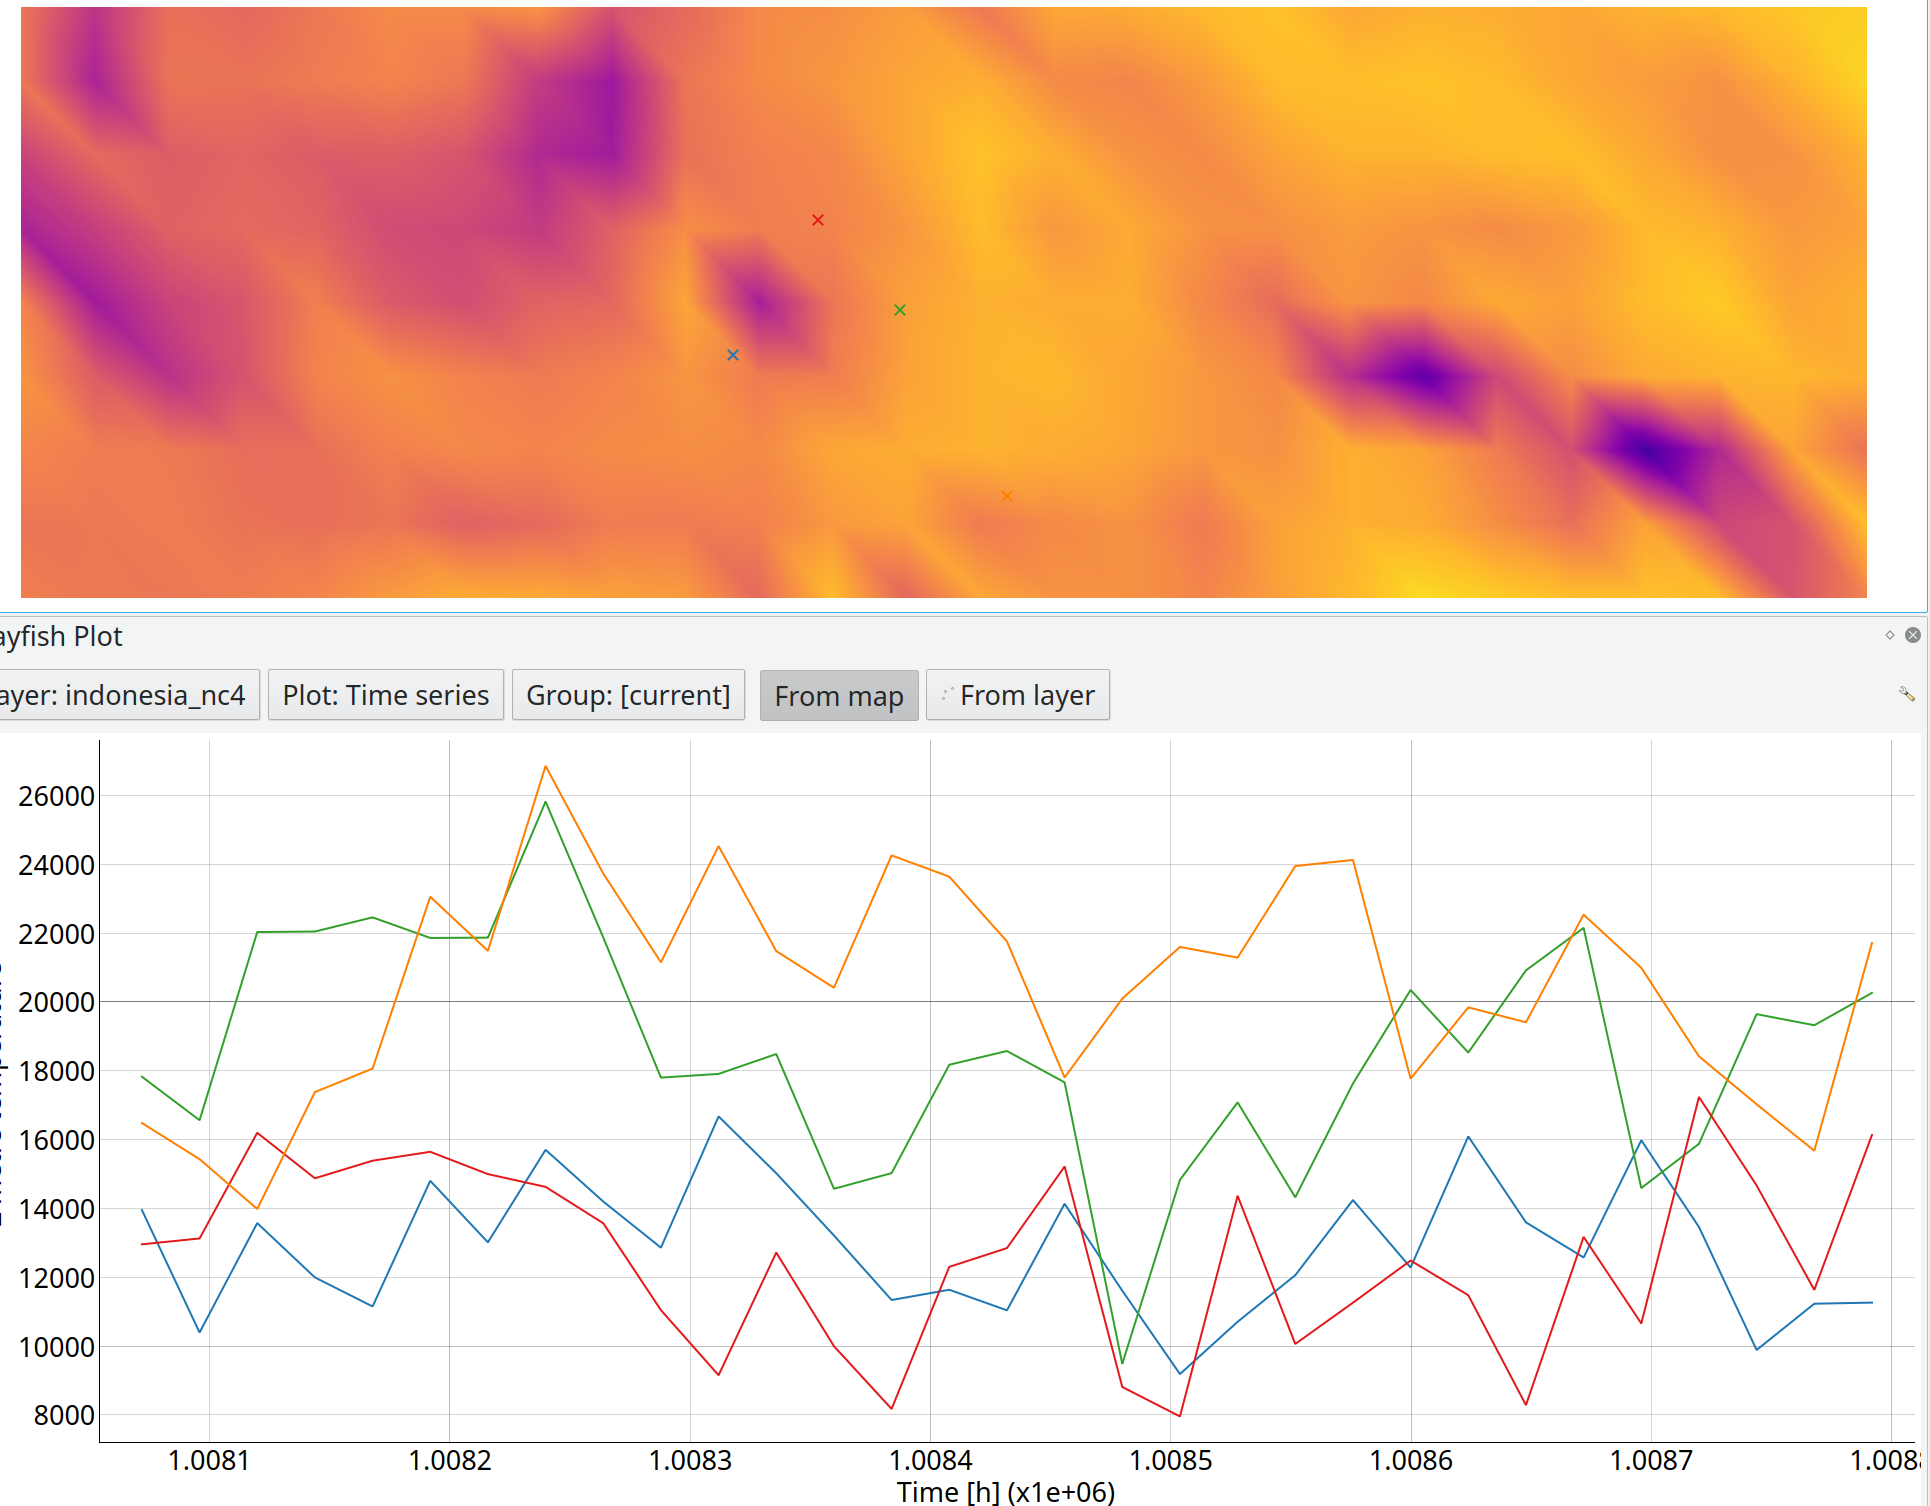 ayfish Plot
ayer: indonesia_nc4 Plot: Time series Group: [current] From map From layer
26000
24000
22000
20000
18000
16000
14000
12000
10000
8000
1.0081 1.0082 1.0083 1.0084 1.0085 1.0086 1.0087 1.008
Time [h] (x1e+06)